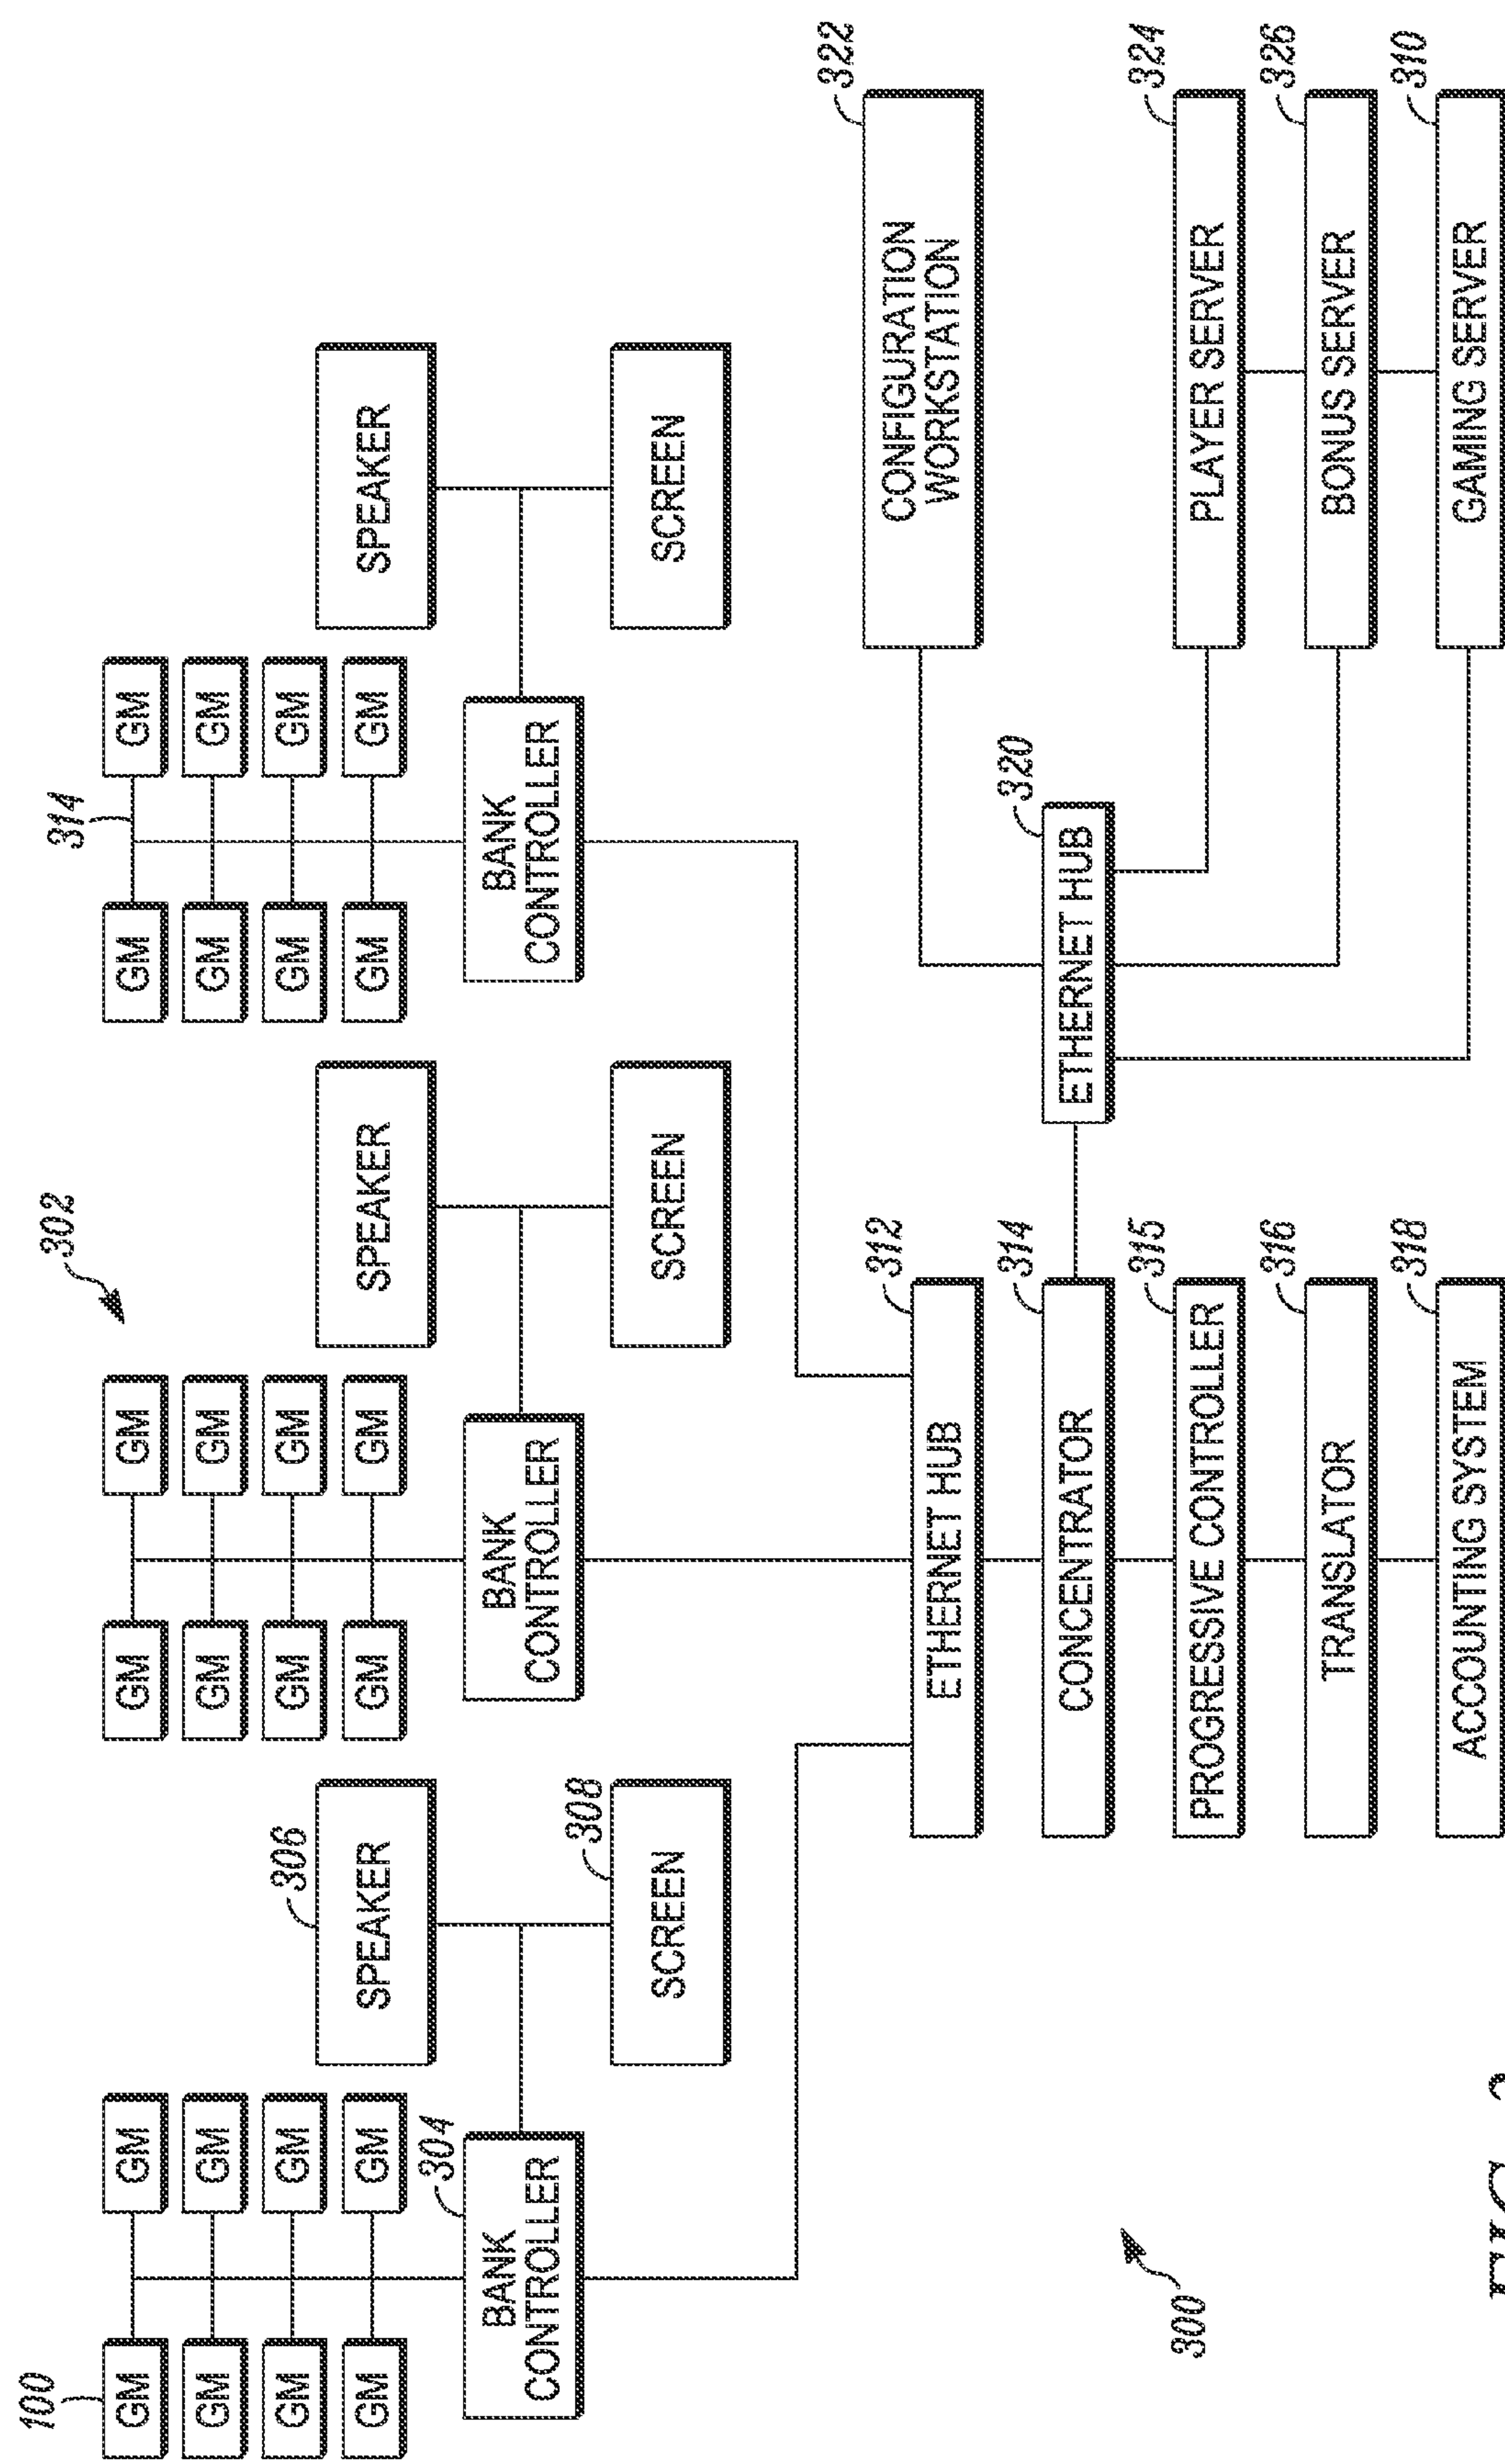 100
314
302
GM GM GM GM GM GM
GM GM GM GM GM GM
GM GM GM GM GM GM
GM GM GM GM GM GM
306
SPEAKER
SPEAKER
SPEAKER
304
BANK
CONTROLLER
BANK
CONTROLLER
BANK
CONTROLLER
308
SCREEN
SCREEN
SCREEN
312
ETHERNET HUB
322
CONFIGURATION
WORKSTATION
314
CONCENTRATOR
320
ETHERNET HUB
315
PROGRESSIVE CONTROLLER
324
PLAYER SERVER
300
316
TRANSLATOR
326
BONUS SERVER
318
ACCOUNTING SYSTEM
310
GAMING SERVER